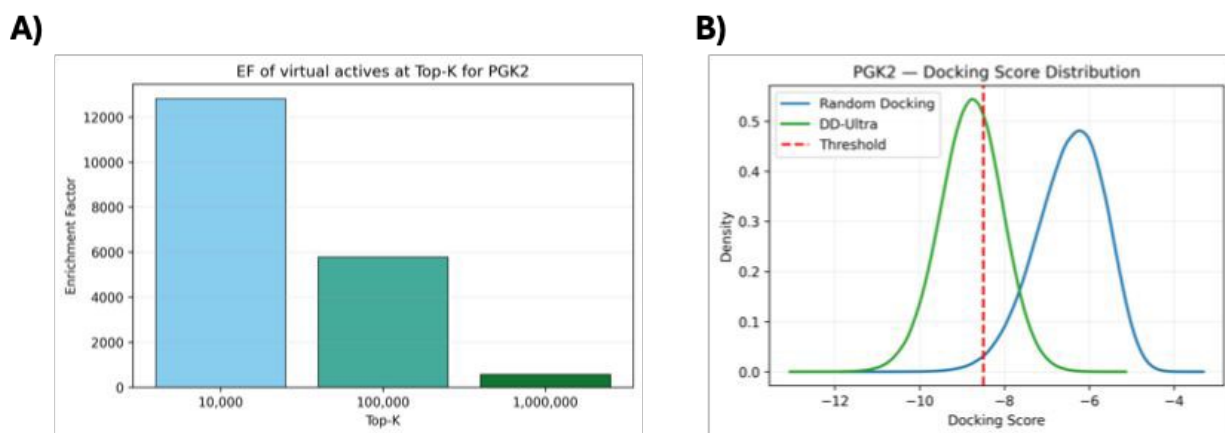 A)
EF of virtual actives at Top-K for PGK2
Enrichment Factor
12000
10000
8000
6000
4000
2000
0
10,000
100,000
1,000,000
Top-K
B)
PGK2 — Docking Score Distribution
Random Docking
DD-Ultra
Threshold
Density
0.5
0.4
0.3
0.2
0.1
0.0
−12
−10
−8
−6
−4
Docking Score